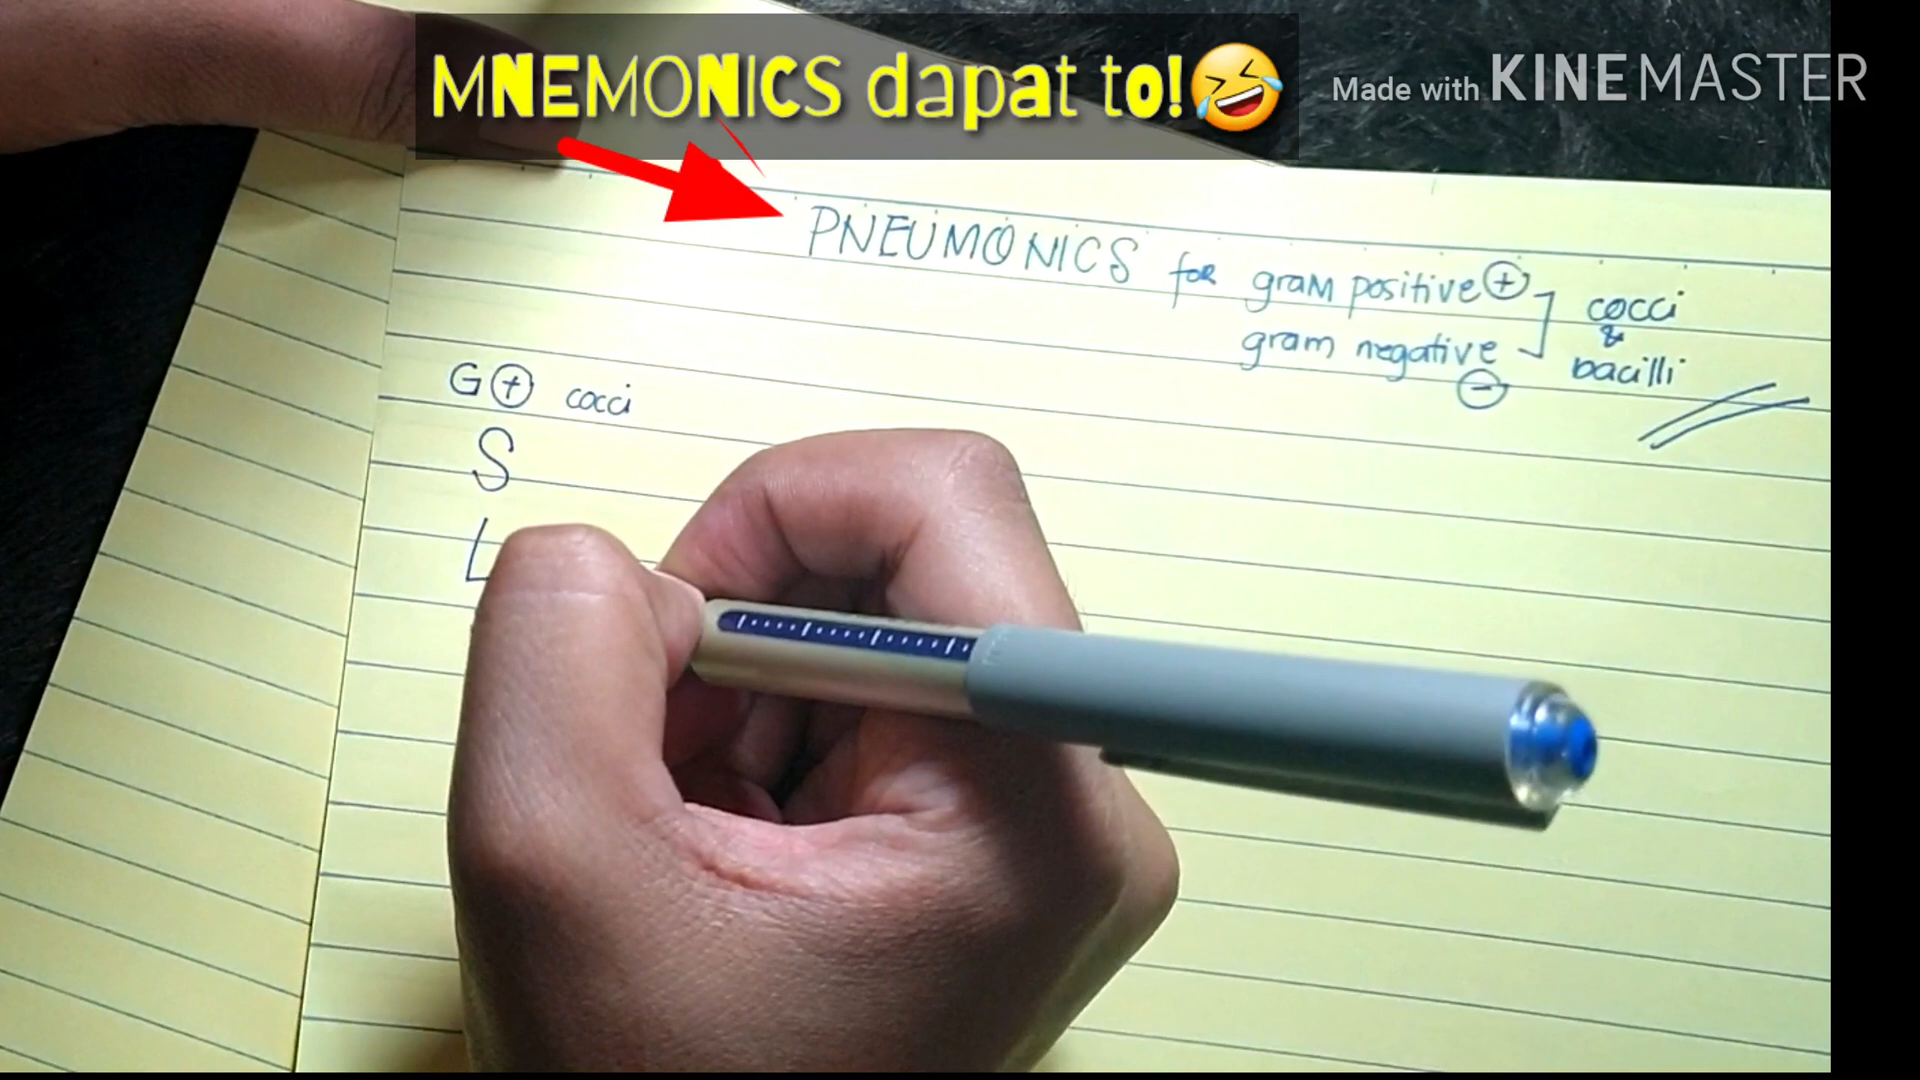 MNEMONICS dapat to!🤣
Made with KINEMASTER
PNEUMONICS for gram positive ⊕
gram negative ⊖
cocci
&
bacilli
G⊕ cocci
S
L